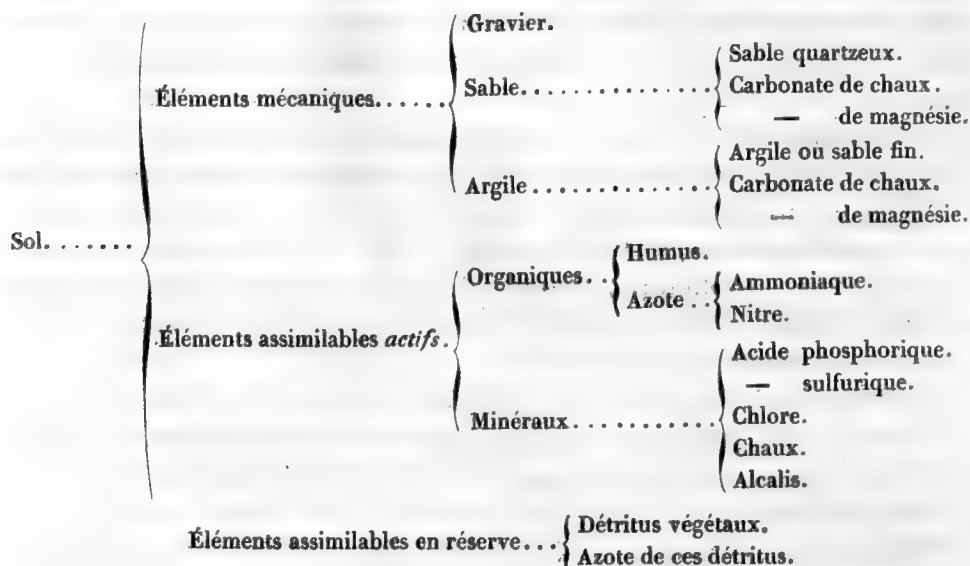 Gravier.
Sable quartzeux.
Éléments mécaniques...... Sable.............. Carbonate de chaux.
— de magnésie.
Argile ou sable fin.
Argile............. Carbonate de chaux.
— de magnésie.
Sol.......
Organiques.. Humus.
Azote .. Ammoniaque.
Nitre.
Éléments assimilables actifs.
Acide phosphorique.
— sulfurique.
Minéraux........... Chlore.
Chaux.
Alcalis.
Éléments assimilables en réserve... Détritus végétaux.
Azote de ces détritus.